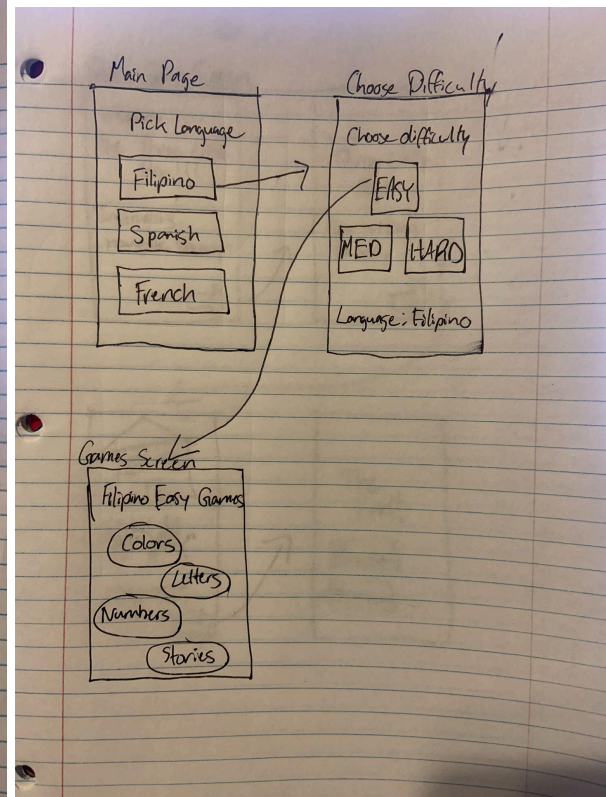 Main Page
Pick Language
Filipino
Spanish
French
Choose Difficulty
Choose difficulty
EASY
MED HARD
Language: Filipino
Games Screen
Filipino Easy Games
Colors
Letters
Numbers
Stories